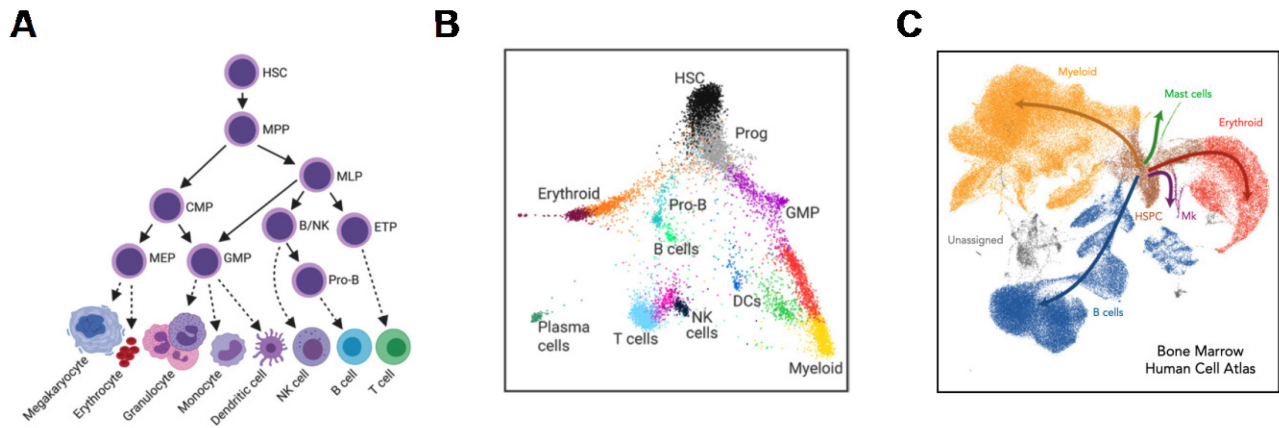 A
HSC
MPP
MLP
CMP
B/NK
ETP
MEP
GMP
Pro-B
Megakaryocyte
Erythrocyte
Granulocyte
Monocyte
Dendritic cell
NK cell
B cell
T cell
B
HSC
Prog
Erythroid
Pro-B
GMP
B cells
DCs
Plasma
cells
T cells
NK
cells
Myeloid
C
Myeloid
Mast cells
Erythroid
HSPC
Mk
Unassigned
B cells
Bone Marrow
Human Cell Atlas